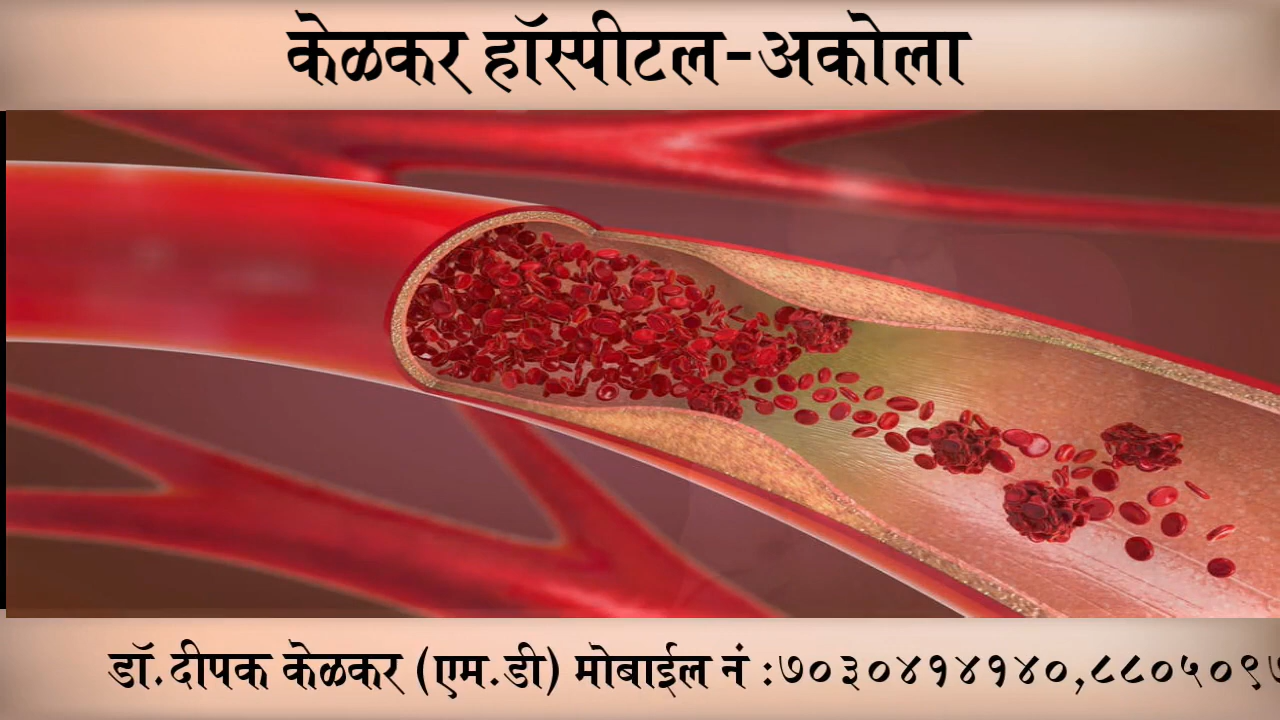 केळकर हॉस्पीटल-अकोला
डॉ.दीपक केळकर (एम.डी) मोबाईल नं :७०३०४१४१४०,८८०५०९